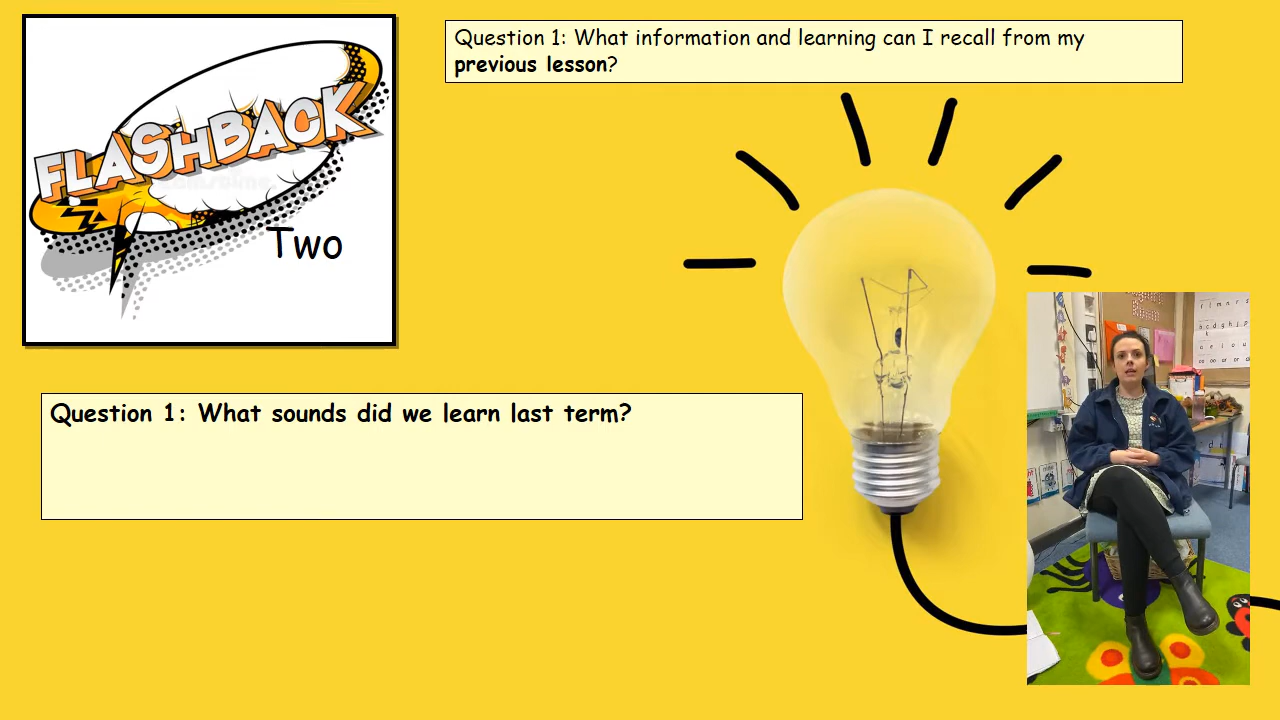 FLASHBACK
Two
Question 1: What information and learning can I recall from my
previous lesson?
Question 1: What sounds did we learn last term?